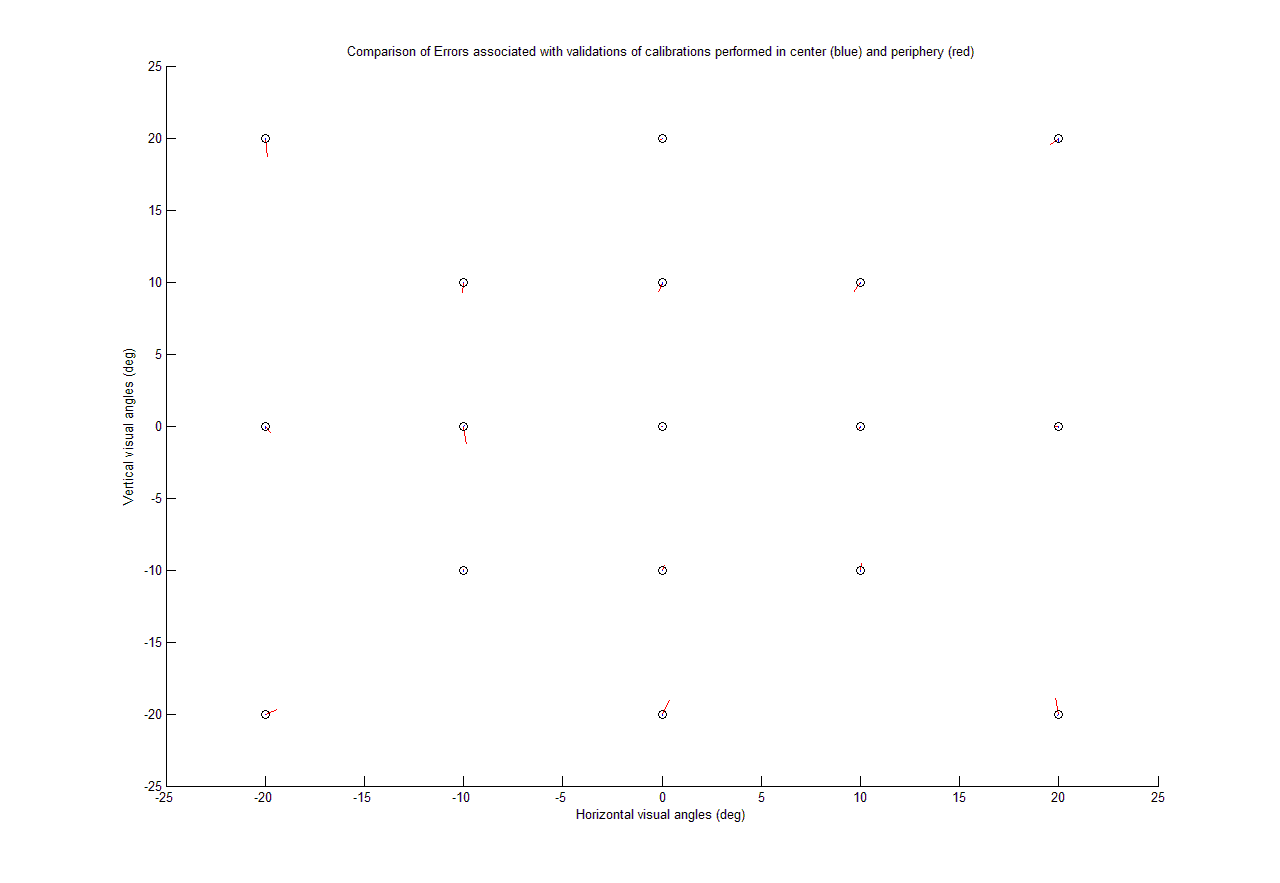 Comparison of Errors associated with validations of calibrations performed in center (blue) and periphery (red)
25
20
15
10
5
0
-5
-10
-15
-20
-25
Vertical visual angles (deg)
-25 -20 -15 -10 -5 0 5 10 15 20 25
Horizontal visual angles (deg)